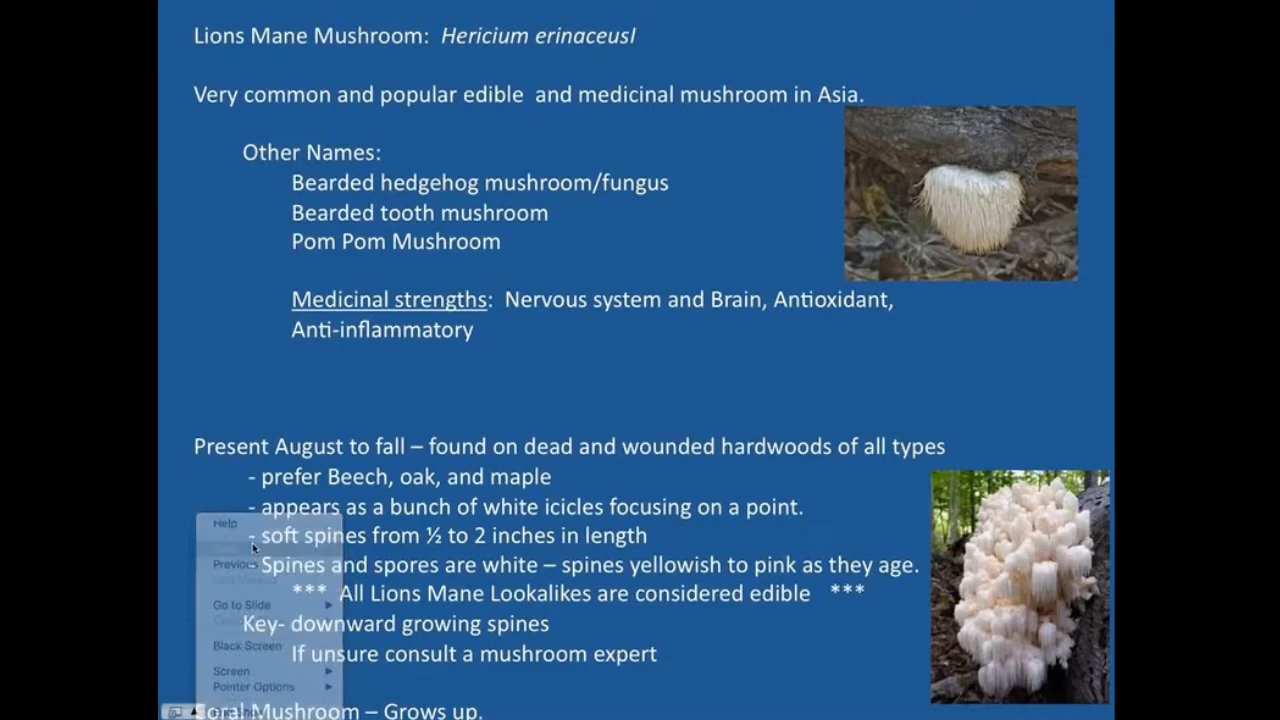 Lions Mane Mushroom: Hericium erinaceusI
Very common and popular edible and medicinal mushroom in Asia.
Other Names:
Bearded hedgehog mushroom/fungus
Bearded tooth mushroom
Pom Pom Mushroom
Medicinal strengths: Nervous system and Brain, Antioxidant,
Anti-inflammatory
Present August to fall – found on dead and wounded hardwoods of all types
- prefer Beech, oak, and maple
- appears as a bunch of white icicles focusing on a point.
Help
- soft spines from ½ to 2 inches in length
Previous
- Spines and spores are white – spines yellowish to pink as they age.
*** All Lions Mane Lookalikes are considered edible ***
Go to Slide
Key- downward growing spines
Black Screen
If unsure consult a mushroom expert
Screen
Pointer Options
Coral Mushroom – Grows up.